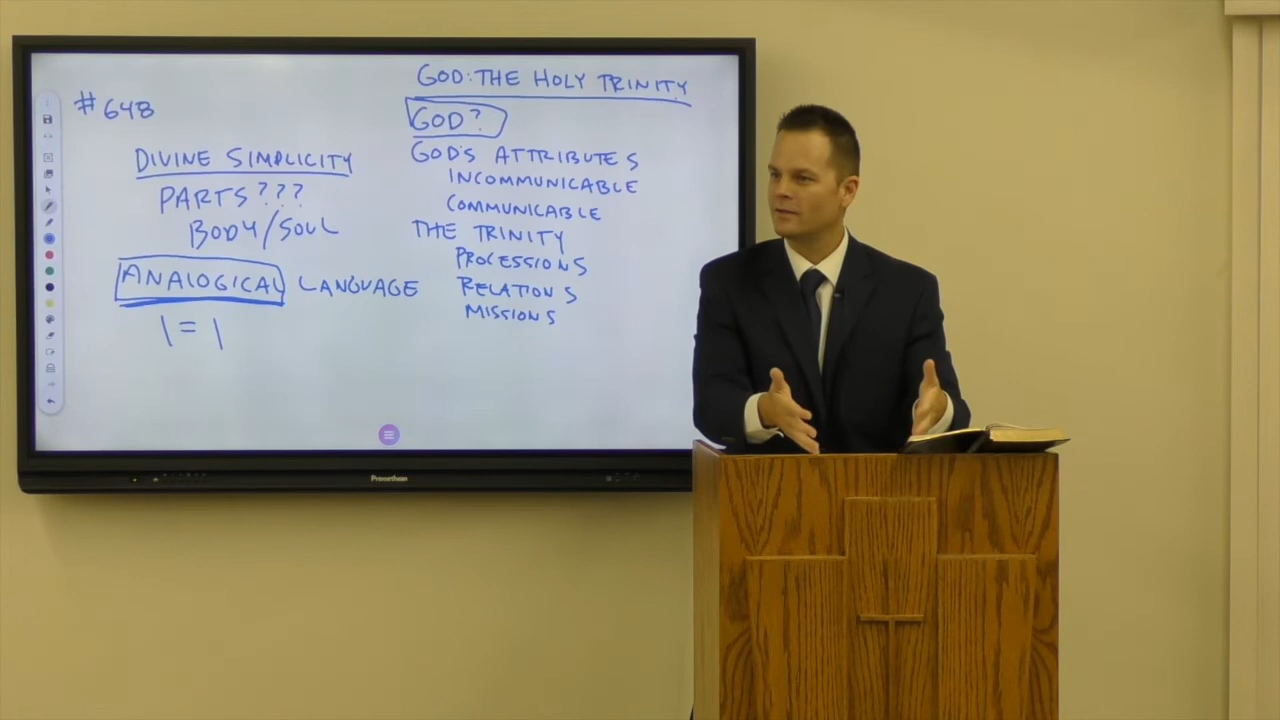 #648
DIVINE SIMPLICITY
PARTS???
BODY/SOUL
ANALOGICAL LANGUAGE
1 = 1
GOD: THE HOLY TRINITY
GOD?
GOD'S ATTRIBUTES
INCOMMUNICABLE
COMMUNICABLE
THE TRINITY
PROCESSIONS
RELATIONS
MISSIONS
Promethean